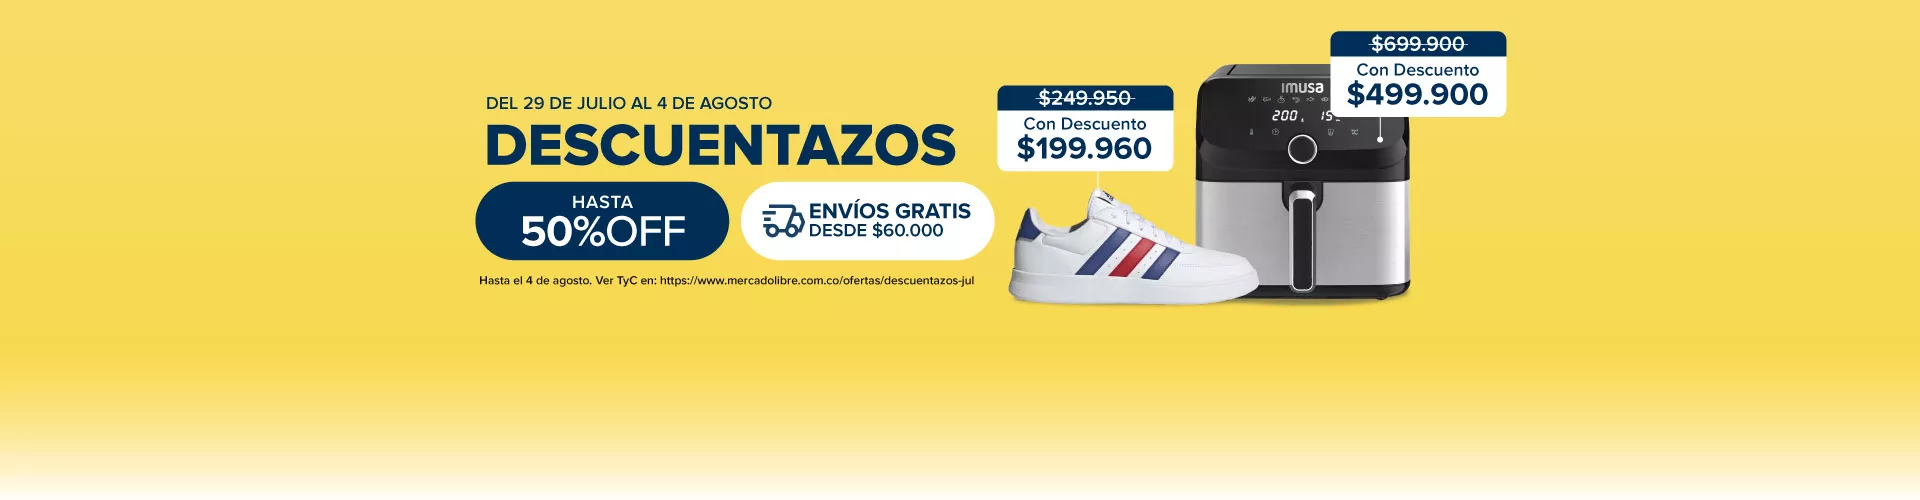 DEL 29 DE JULIO AL 4 DE AGOSTO
DESCUENTAZOS
HASTA
50%OFF
ENVÍOS GRATIS
DESDE $60.000
Hasta el 4 de agosto. Ver TyC en: https://www.mercadolibre.com.co/ofertas/descuentazos-jul
$249.950
Con Descuento
$199.960
$699.900
Con Descuento
$499.900
imusa
200 15